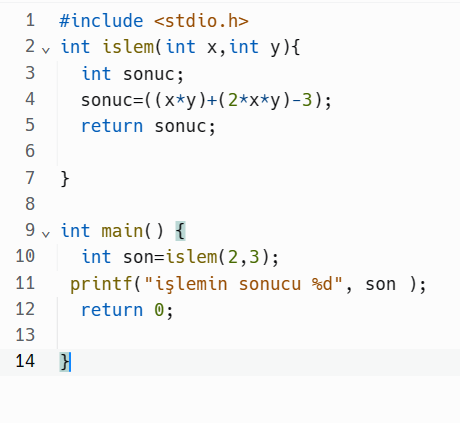 1 #include <stdio.h>
2 int islem(int x,int y){
3 int sonuc;
4 sonuc=((x*y)+(2*x*y)-3);
5 return sonuc;
6
7 }
8
9 int main() {
10 int son=islem(2,3);
11 printf("işlemin sonucu %d", son );
12 return 0;
13
14 }